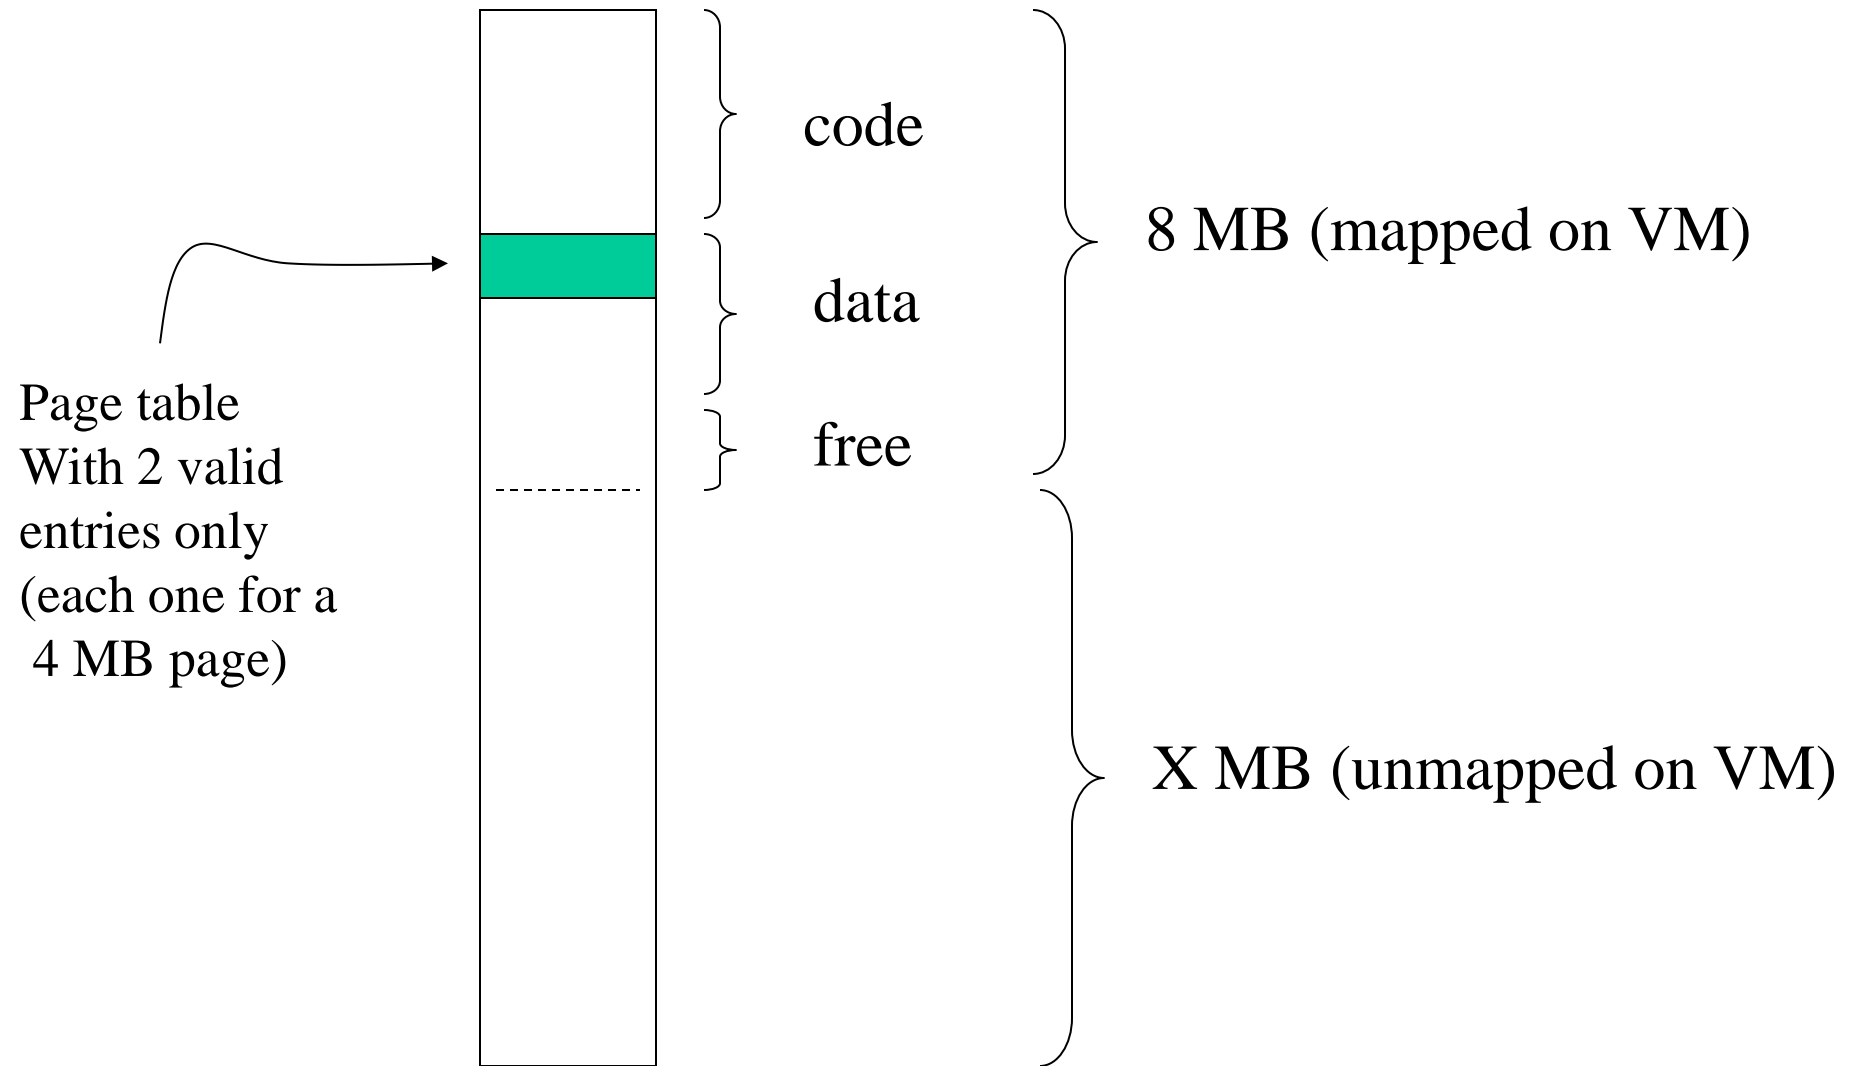 code
8 MB (mapped on VM)
data
Page table
With 2 valid
entries only
(each one for a
4 MB page)
free
X MB (unmapped on VM)